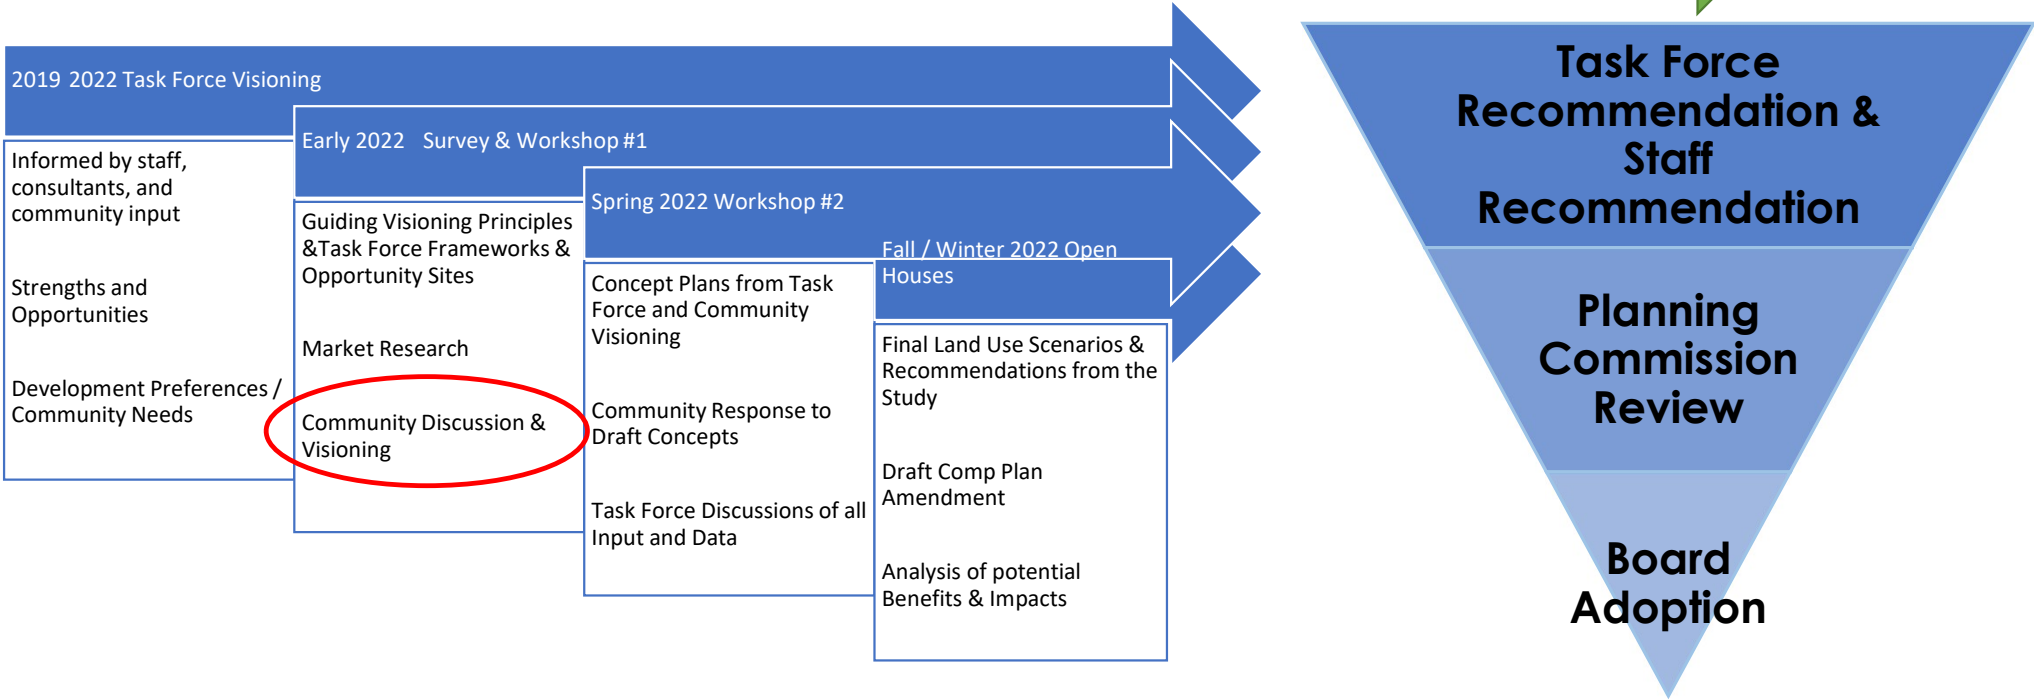 2019 2022 Task Force Visioning
Informed by staff,
consultants, and
community input
Strengths and
Opportunities
Development Preferences /
Community Needs
Early 2022 Survey & Workshop #1
Guiding Visioning Principles
&Task Force Frameworks &
Opportunity Sites
Market Research
Community Discussion &
Visioning
Spring 2022 Workshop #2
Concept Plans from Task
Force and Community
Visioning
Community Response to
Draft Concepts
Task Force Discussions of all
Input and Data
Fall / Winter 2022 Open
Houses
Final Land Use Scenarios &
Recommendations from the
Study
Draft Comp Plan
Amendment
Analysis of potential
Benefits & Impacts
Task Force
Recommendation &
Staff
Recommendation
Planning
Commission
Review
Board
Adoption